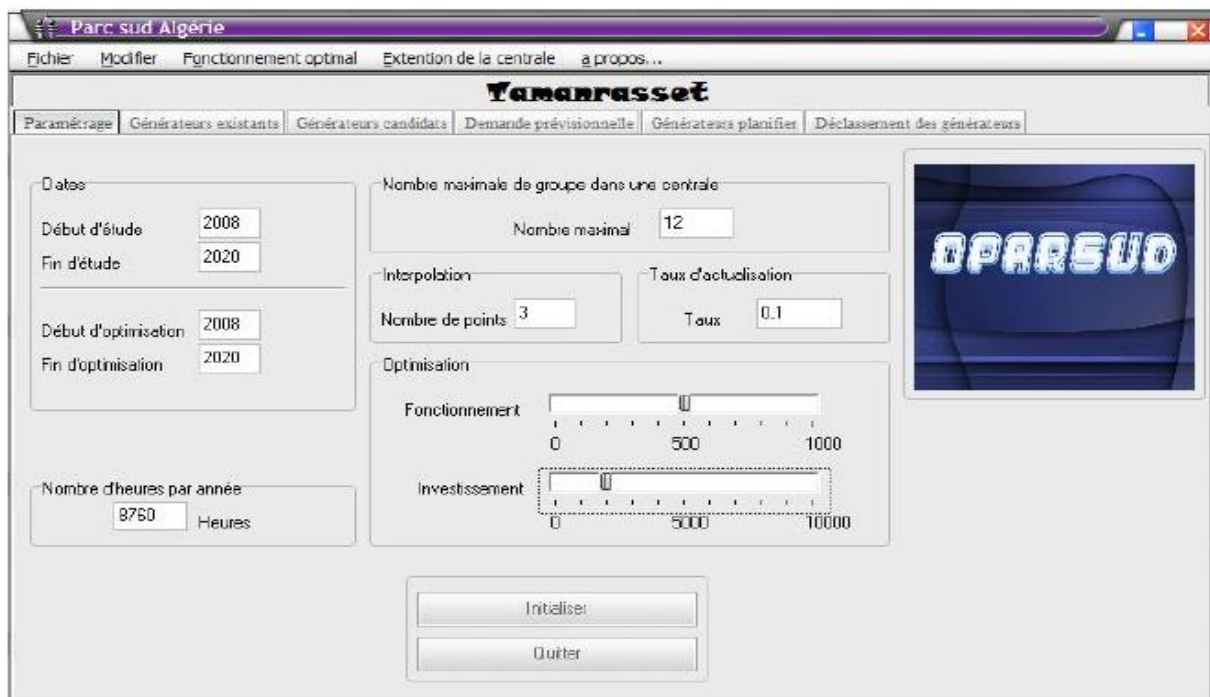 Parc sud Algérie
Fichier Modifier Fonctionnement optimal Extention de la centrale a propos...
Tamanrasset
Paramétrage Générateurs existants Générateurs candidats Demande prévisionnelle Générateurs planifier Déclassement des générateurs
Dates
Début d'étude 2008
Fin d'étude 2020
Début d'optimisation 2008
Fin d'optimisation 2020
Nombre d'heures par année
8760 Heures
Nombre maximale de groupe dans une centrale
Nombre maximal 12
Interpolation
Nombre de points 3
Taux d'actualisation
Taux 0.1
Optimisation
Fonctionnement
0 500 1000
Investissement
0 5000 10000
OPARSUD
Initialiser
Quitter